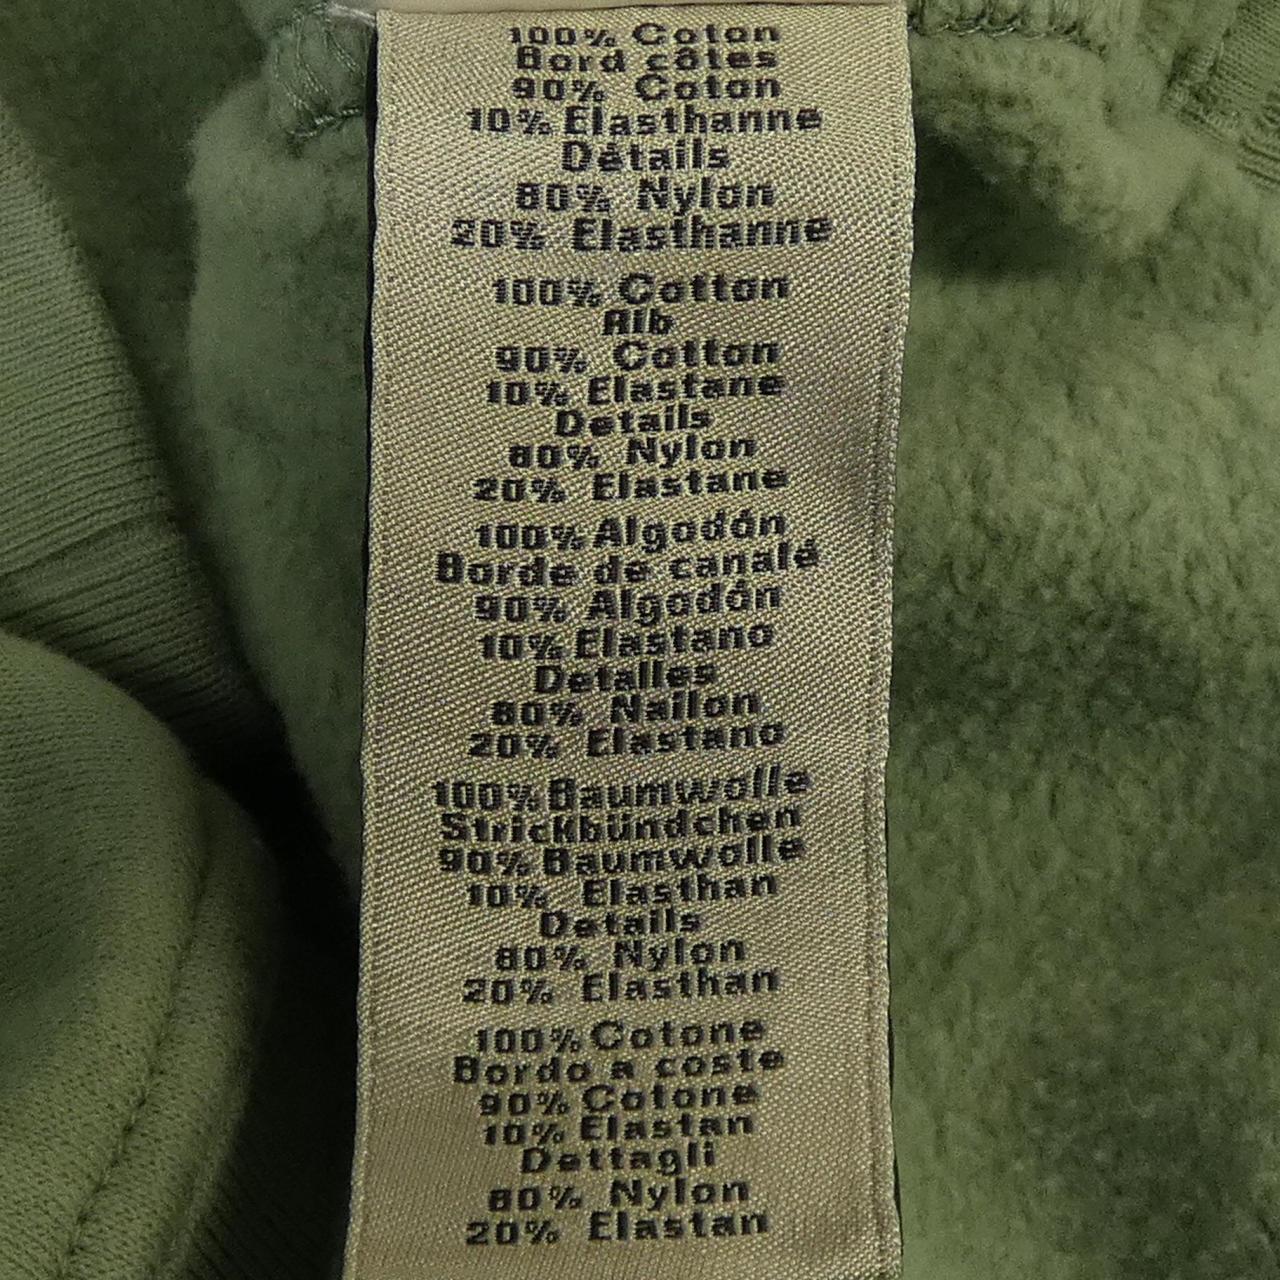 100% Coton
Bord côtes
90% Coton
10% Elasthanne
Détails
80% Nylon
20% Elasthanne
100% Cotton
Rib
90% Cotton
10% Elastane
Details
80% Nylon
20% Elastane
100% Algodón
Borde de canalé
90% Algodón
10% Elastano
Detalles
80% Nailon
20% Elastano
100% Baumwolle
Strickbündchen
90% Baumwolle
10% Elasthan
Details
80% Nylon
20% Elasthan
100% Cotone
Bordo a coste
90% Cotone
10% Elastan
Dettagli
80% Nylon
20% Elastan